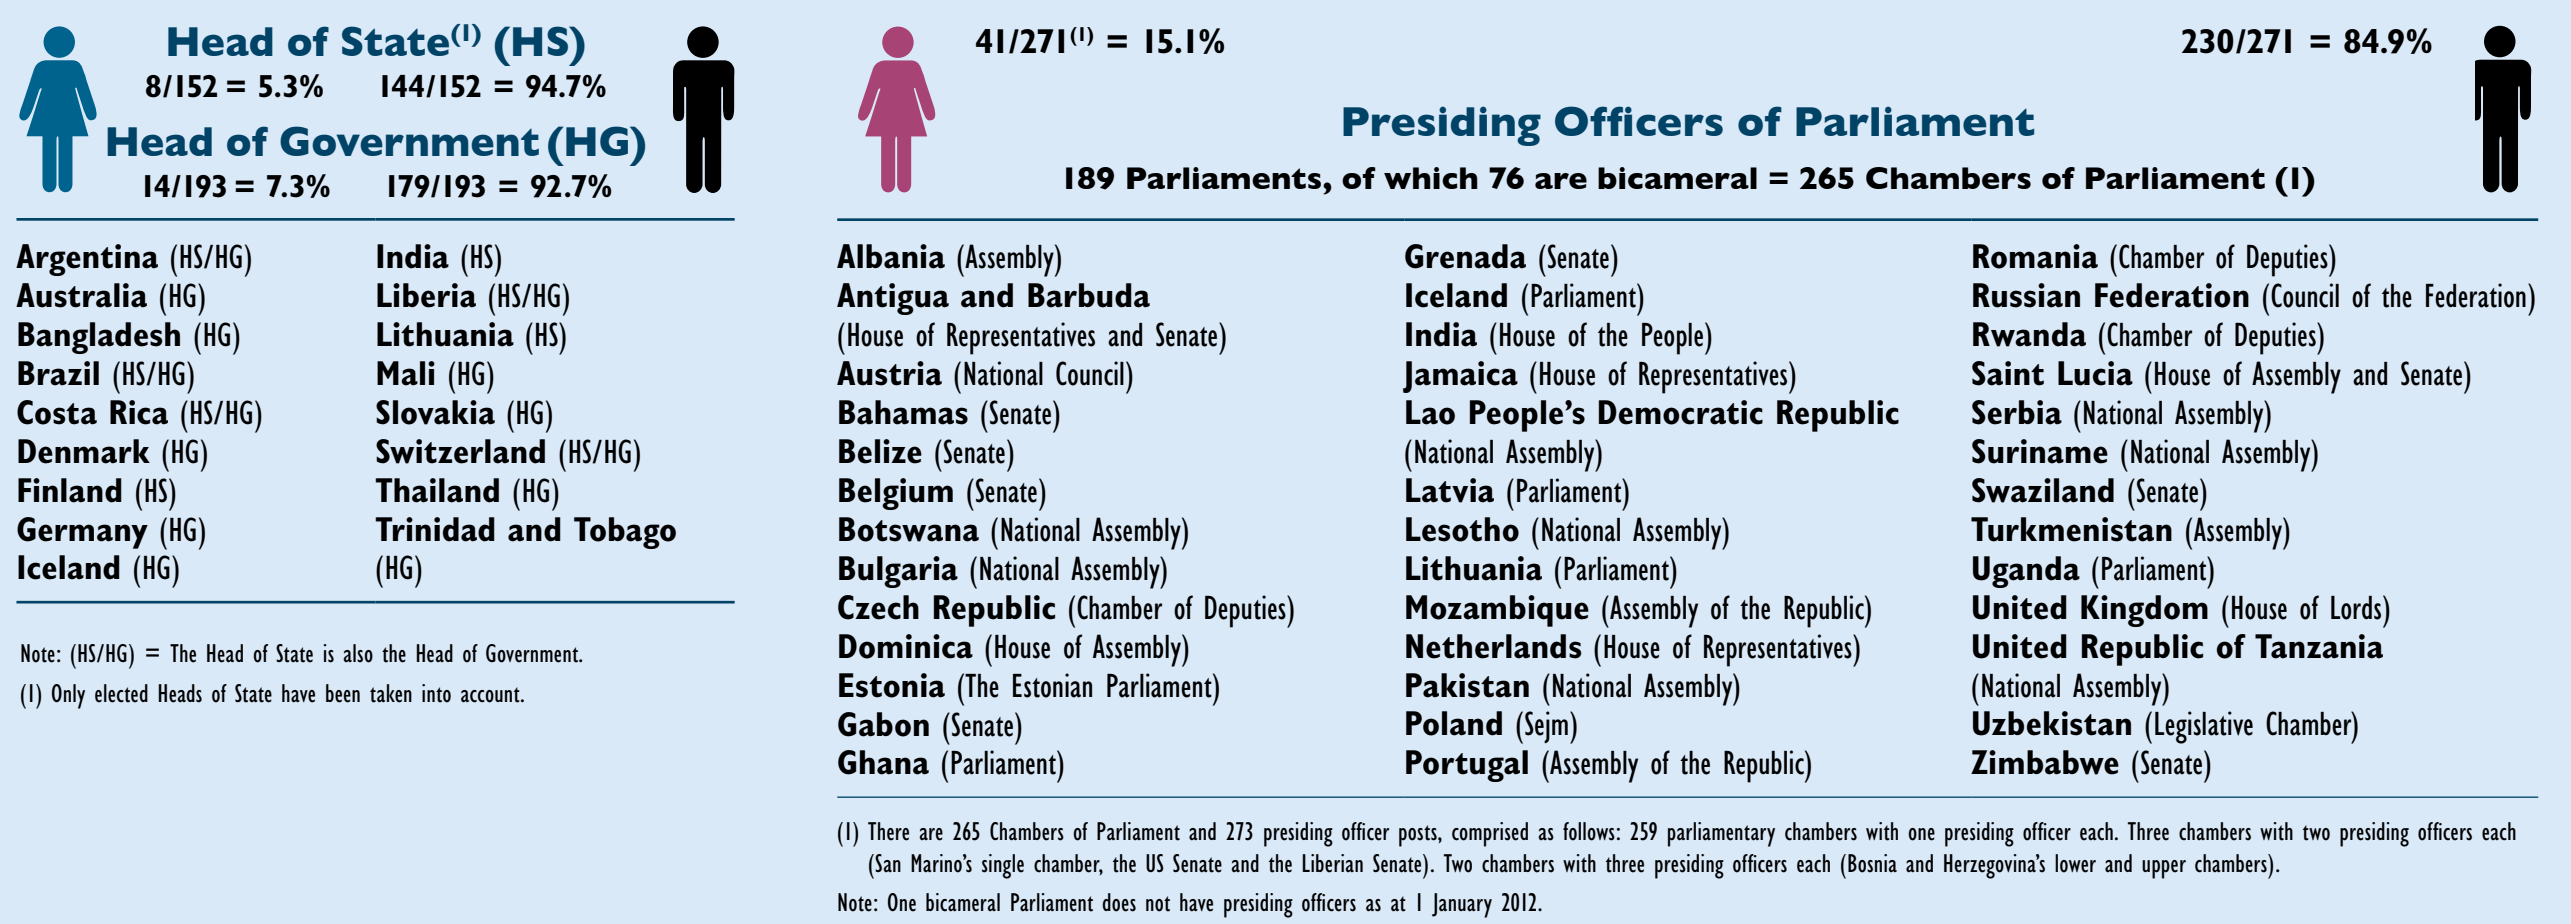 Head of State(1) (HS)
8/152 = 5.3% 144/152 = 94.7%
Head of Government (HG)
14/193 = 7.3% 179/193 = 92.7%
Argentina (HS/HG)
Australia (HG)
Bangladesh (HG)
Brazil (HS/HG)
Costa Rica (HS/HG)
Denmark (HG)
Finland (HS)
Germany (HG)
Iceland (HG)
India (HS)
Liberia (HS/HG)
Lithuania (HS)
Mali (HG)
Slovakia (HG)
Switzerland (HS/HG)
Thailand (HG)
Trinidad and Tobago
(HG)
Note: (HS/HG) = The Head of State is also the Head of Government.
(1) Only elected Heads of State have been taken into account.
41/271(1) = 15.1% 230/271 = 84.9%
Presiding Officers of Parliament
189 Parliaments, of which 76 are bicameral = 265 Chambers of Parliament (1)
Albania (Assembly)
Antigua and Barbuda
(House of Representatives and Senate)
Austria (National Council)
Bahamas (Senate)
Belize (Senate)
Belgium (Senate)
Botswana (National Assembly)
Bulgaria (National Assembly)
Czech Republic (Chamber of Deputies)
Dominica (House of Assembly)
Estonia (The Estonian Parliament)
Gabon (Senate)
Ghana (Parliament)
Grenada (Senate)
Iceland (Parliament)
India (House of the People)
Jamaica (House of Representatives)
Lao People's Democratic Republic
(National Assembly)
Latvia (Parliament)
Lesotho (National Assembly)
Lithuania (Parliament)
Mozambique (Assembly of the Republic)
Netherlands (House of Representatives)
Pakistan (National Assembly)
Poland (Sejm)
Portugal (Assembly of the Republic)
Romania (Chamber of Deputies)
Russian Federation (Council of the Federation)
Rwanda (Chamber of Deputies)
Saint Lucia (House of Assembly and Senate)
Serbia (National Assembly)
Suriname (National Assembly)
Swaziland (Senate)
Turkmenistan (Assembly)
Uganda (Parliament)
United Kingdom (House of Lords)
United Republic of Tanzania
(National Assembly)
Uzbekistan (Legislative Chamber)
Zimbabwe (Senate)
(1) There are 265 Chambers of Parliament and 273 presiding officer posts, comprised as follows: 259 parliamentary chambers with one presiding officer each. Three chambers with two presiding officers each
(San Marino's single chamber, the US Senate and the Liberian Senate). Two chambers with three presiding officers each (Bosnia and Herzegovina's lower and upper chambers).
Note: One bicameral Parliament does not have presiding officers as at 1 January 2012.